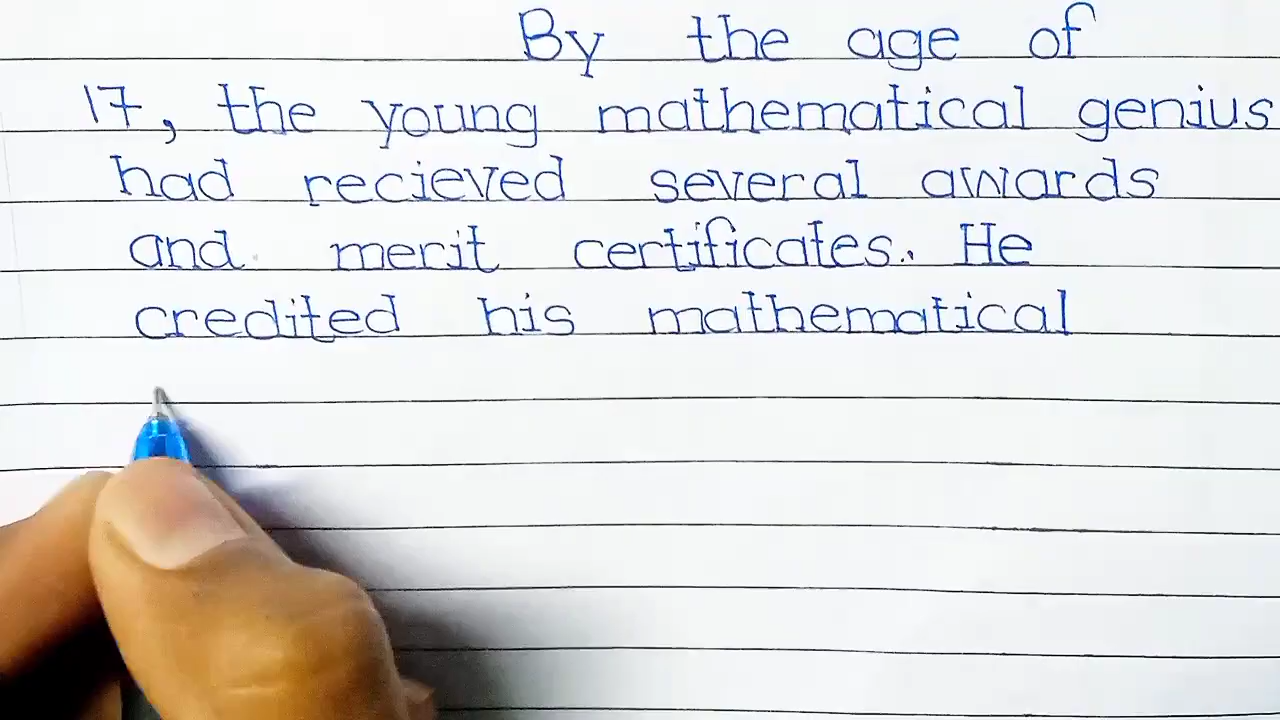 By the age of
17, the young mathematical genius
had recieved several awards
and merit certificates. He
credited his mathematical